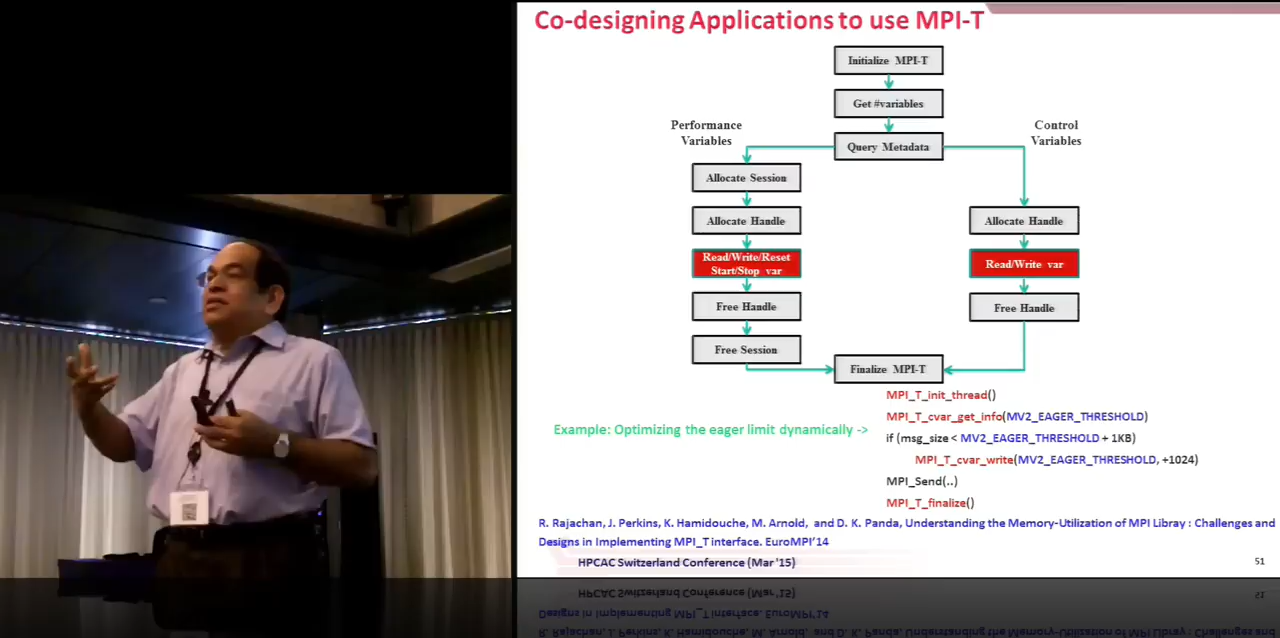 Co-designing Applications to use MPI-T
Initialize MPI-T
Get #variables
Query Metadata
Performance
Variables
Control
Variables
Allocate Session
Allocate Handle
Read/Write/Reset
Start/Stop var
Free Handle
Free Session
Allocate Handle
Read/Write var
Free Handle
Finalize MPI-T
Example: Optimizing the eager limit dynamically ->
MPI_T_init_thread()
MPI_T_cvar_get_info(MV2_EAGER_THRESHOLD)
if (msg_size < MV2_EAGER_THRESHOLD + 1KB)
MPI_T_cvar_write(MV2_EAGER_THRESHOLD, +1024)
MPI_Send(..)
MPI_T_finalize()
R. Rajachan, J. Perkins, K. Hamidouche, M. Arnold, and D. K. Panda, Understanding the Memory-Utilization of MPI Libray : Challenges and
Designs in Implementing MPI_T interface. EuroMPI'14
HPCAC Switzerland Conference (Mar '15)
51